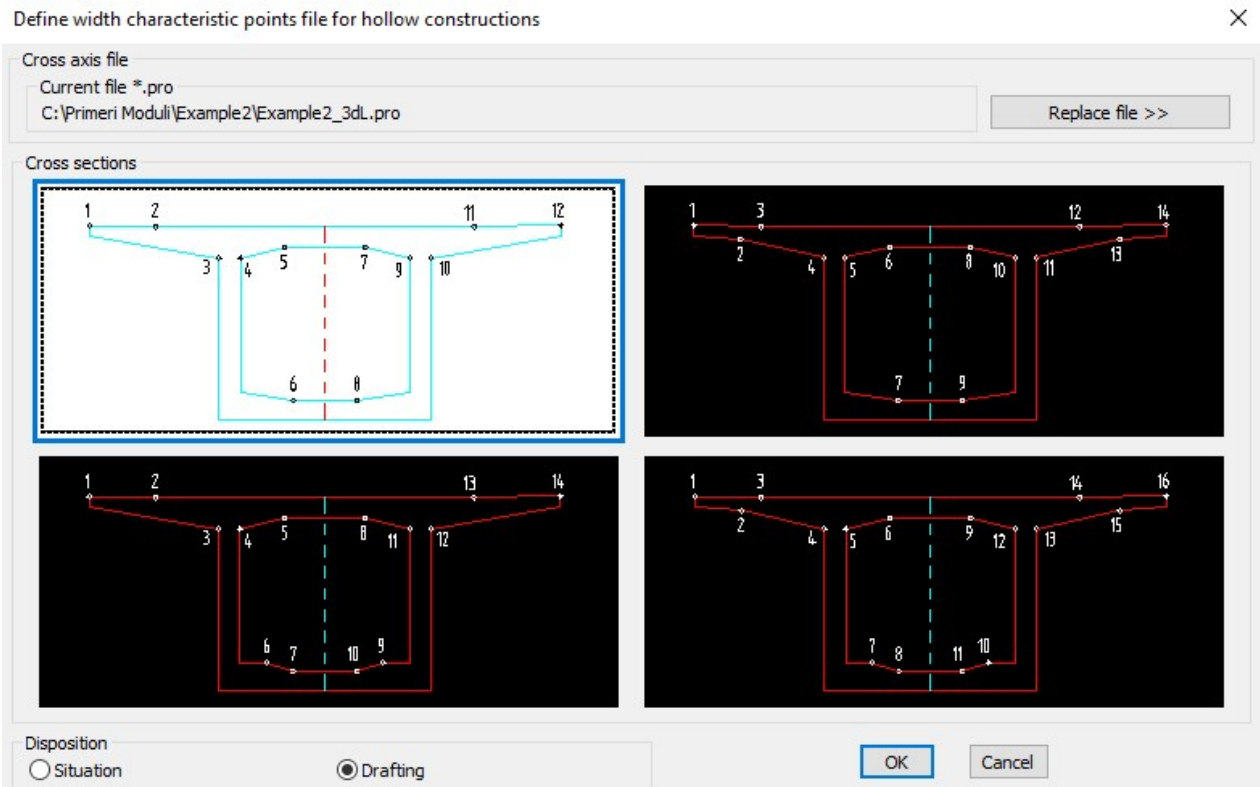 Define width characteristic points file for hollow constructions
Cross axis file
Current file *.pro
C:\Primeri Moduli\Example2\Example2_3dL.pro
Replace file >>
Cross sections
1 2 11 12
3 4 5 7 9 10
6 8
1 3 12 14
2 13
4 5 6 8 10 11
7 9
1 2 13 14
3 4 5 8 11 12
6 7 10 9
1 3 14 16
2 15
4 5 6 9 12 13
7 8 11 10
Disposition
Situation
Drafting
OK
Cancel